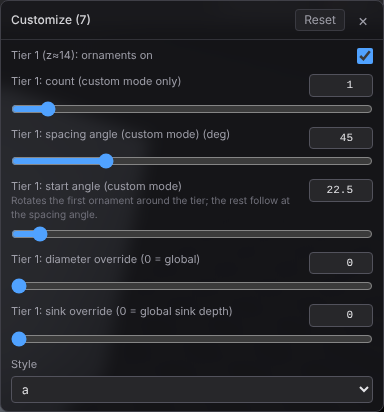 Customize (7) Reset ×
Tier 1 (z≈14): ornaments on
Tier 1: count (custom mode only) 1
Tier 1: spacing angle (custom mode) (deg) 45
Tier 1: start angle (custom mode) 22.5
Rotates the first ornament around the tier; the rest follow at
the spacing angle.
Tier 1: diameter override (0 = global) 0
Tier 1: sink override (0 = global sink depth) 0
Style
a